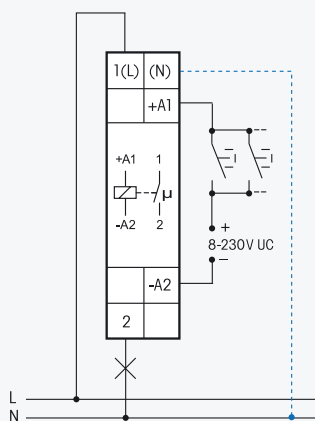 1(L) (N)
+A1
+A1 1
µ
-A2 2
+
8-230V UC
–
-A2
2
L
N